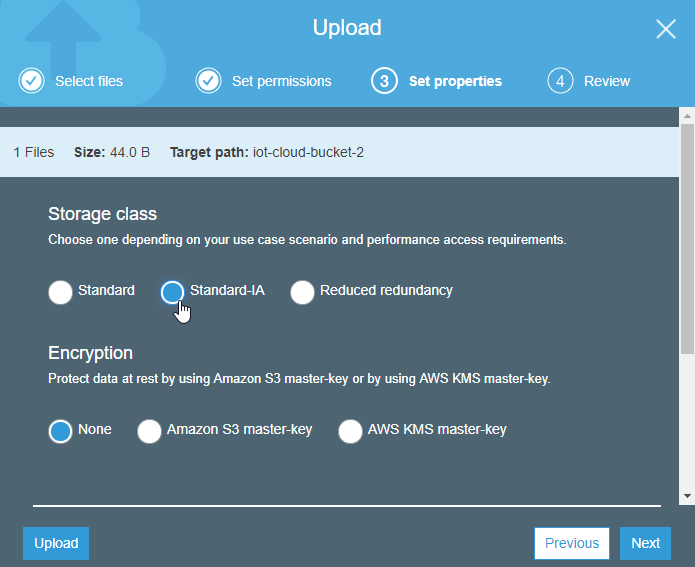 Upload
Select files
Set permissions
3 Set properties
4 Review
1 Files Size: 44.0 B Target path: iot-cloud-bucket-2
Storage class
Choose one depending on your use case scenario and performance access requirements.
Standard Standard-IA Reduced redundancy
Encryption
Protect data at rest by using Amazon S3 master-key or by using AWS KMS master-key.
None Amazon S3 master-key AWS KMS master-key
Upload Previous Next